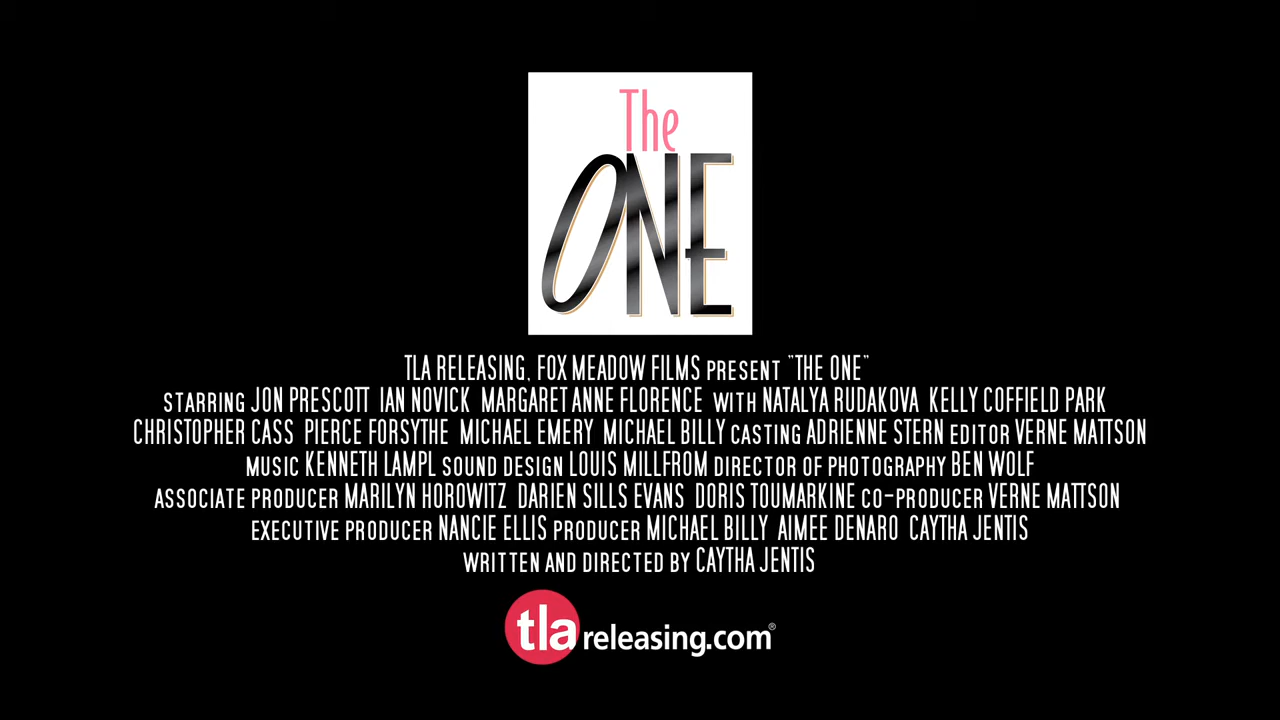 The
ONE
TLA RELEASING, FOX MEADOW FILMS PRESENT "THE ONE"
STARRING JON PRESCOTT IAN NOVICK MARGARET ANNE FLORENCE WITH NATALYA RUDAKOVA KELLY COFFIELD PARK
CHRISTOPHER CASS PIERCE FORSYTHE MICHAEL EMERY MICHAEL BILLY CASTING ADRIENNE STERN EDITOR VERNE MATTSON
MUSIC KENNETH LAMPL SOUND DESIGN LOUIS MILLFROM DIRECTOR OF PHOTOGRAPHY BEN WOLF
ASSOCIATE PRODUCER MARILYN HOROWITZ DARIEN SILLS EVANS DORIS TOUMARKINE CO-PRODUCER VERNE MATTSON
EXECUTIVE PRODUCER NANCIE ELLIS PRODUCER MICHAEL BILLY AIMEE DENARO CAYTHA JENTIS
WRITTEN AND DIRECTED BY CAYTHA JENTIS
tla releasing.com®